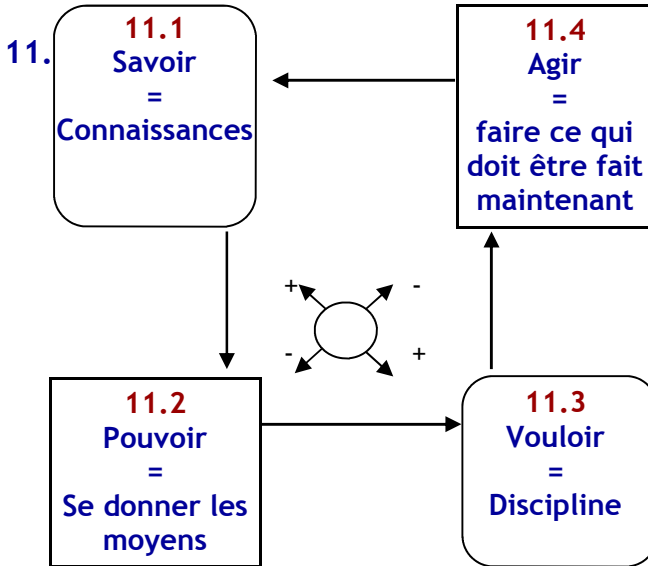 11.
11.1
Savoir
=
Connaissances
11.4
Agir
=
faire ce qui
doit être fait
maintenant
+
-
-
+
11.2
Pouvoir
=
Se donner les
moyens
11.3
Vouloir
=
Discipline